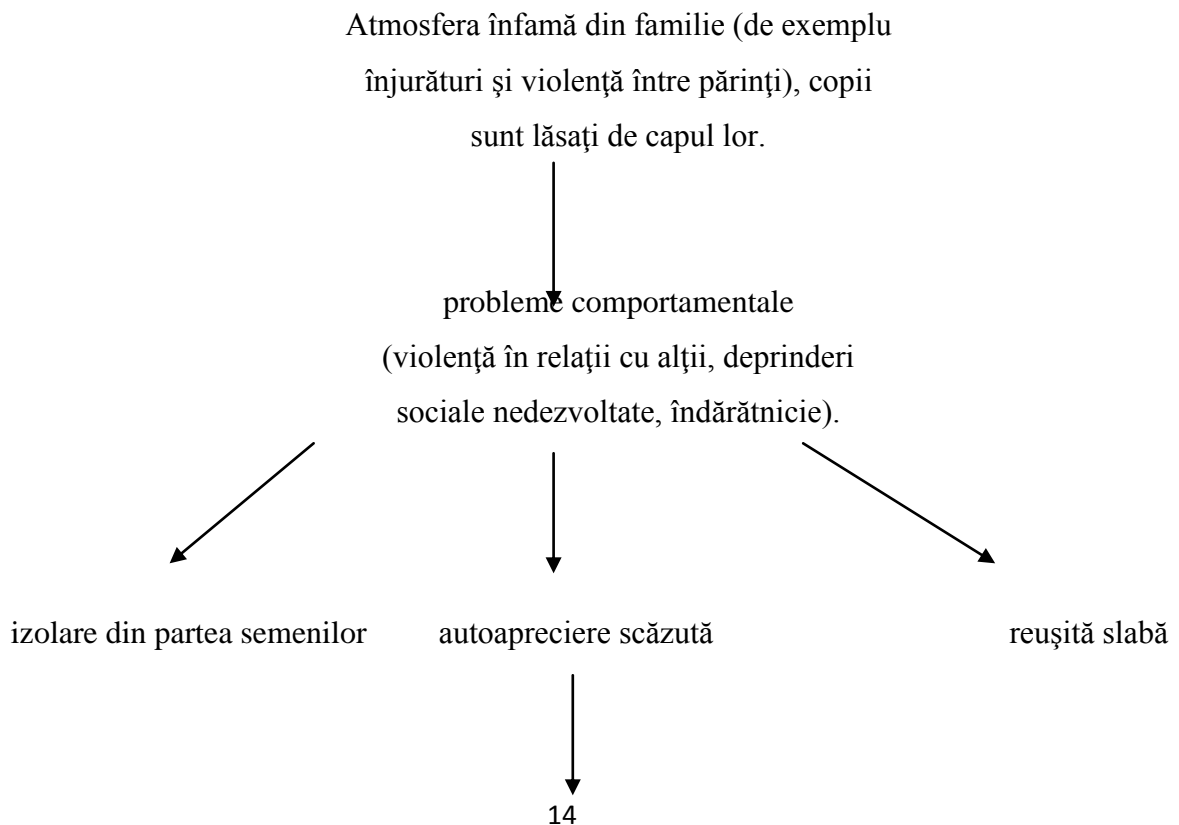 Atmosfera înfamă din familie (de exemplu
înjurături şi violenţă între părinţi), copii
sunt lăsaţi de capul lor.
probleme comportamentale
(violenţă în relaţii cu alţii, deprinderi
sociale nedezvoltate, îndărătnicie).
izolare din partea semenilor autoapreciere scăzută reuşită slabă
14